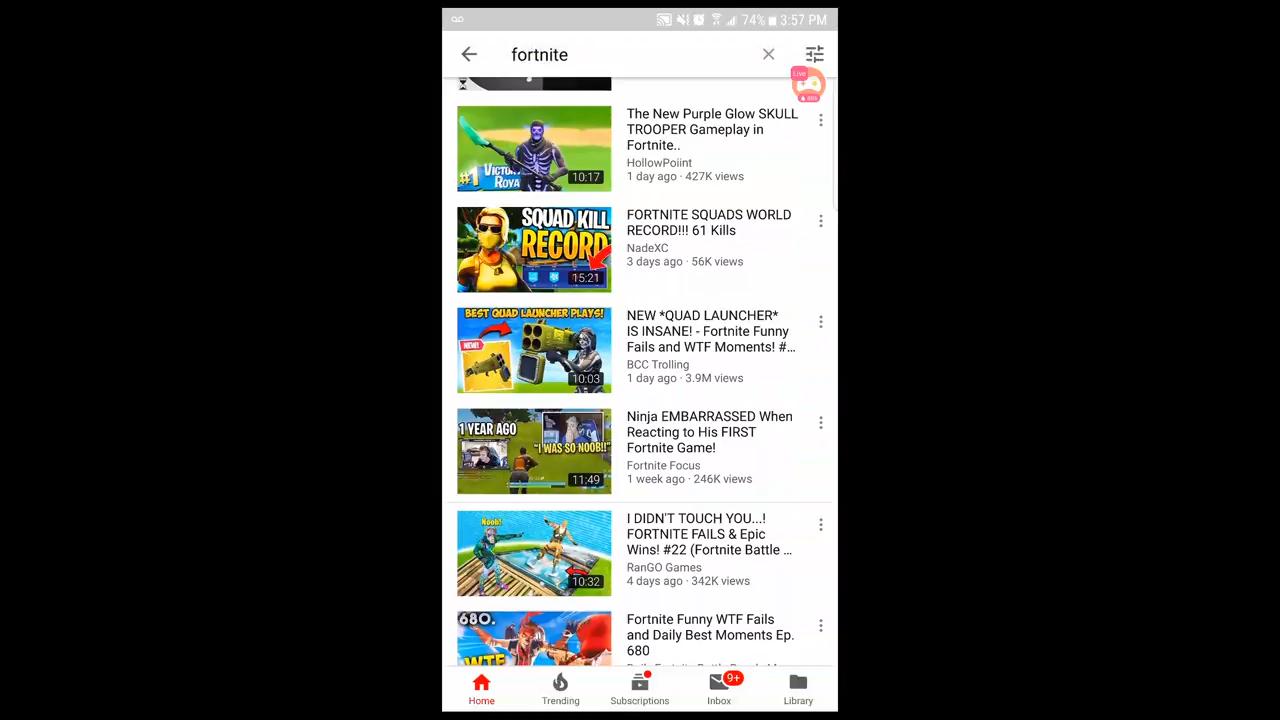 74% 3:57 PM
fortnite
Live
The New Purple Glow SKULL
TROOPER Gameplay in
Fortnite..
HollowPoiint
1 day ago · 427K views
#1 VICTORY
ROYA
10:17
FORTNITE SQUADS WORLD
RECORD!!! 61 Kills
NadeXC
3 days ago · 56K views
SQUAD KILL
RECORD
15:21
NEW *QUAD LAUNCHER*
IS INSANE! - Fortnite Funny
Fails and WTF Moments! #...
BCC Trolling
1 day ago · 3.9M views
BEST QUAD LAUNCHER PLAYS!
NEW!
10:03
Ninja EMBARRASSED When
Reacting to His FIRST
Fortnite Game!
Fortnite Focus
1 week ago · 246K views
1 YEAR AGO
"I WAS SO NOOB!!"
11:49
I DIDN'T TOUCH YOU...!
FORTNITE FAILS & Epic
Wins! #22 (Fortnite Battle ...
RanGO Games
4 days ago · 342K views
Noob!
10:32
Fortnite Funny WTF Fails
and Daily Best Moments Ep.
680
680.
WTF
9+
Home
Trending
Subscriptions
Inbox
Library